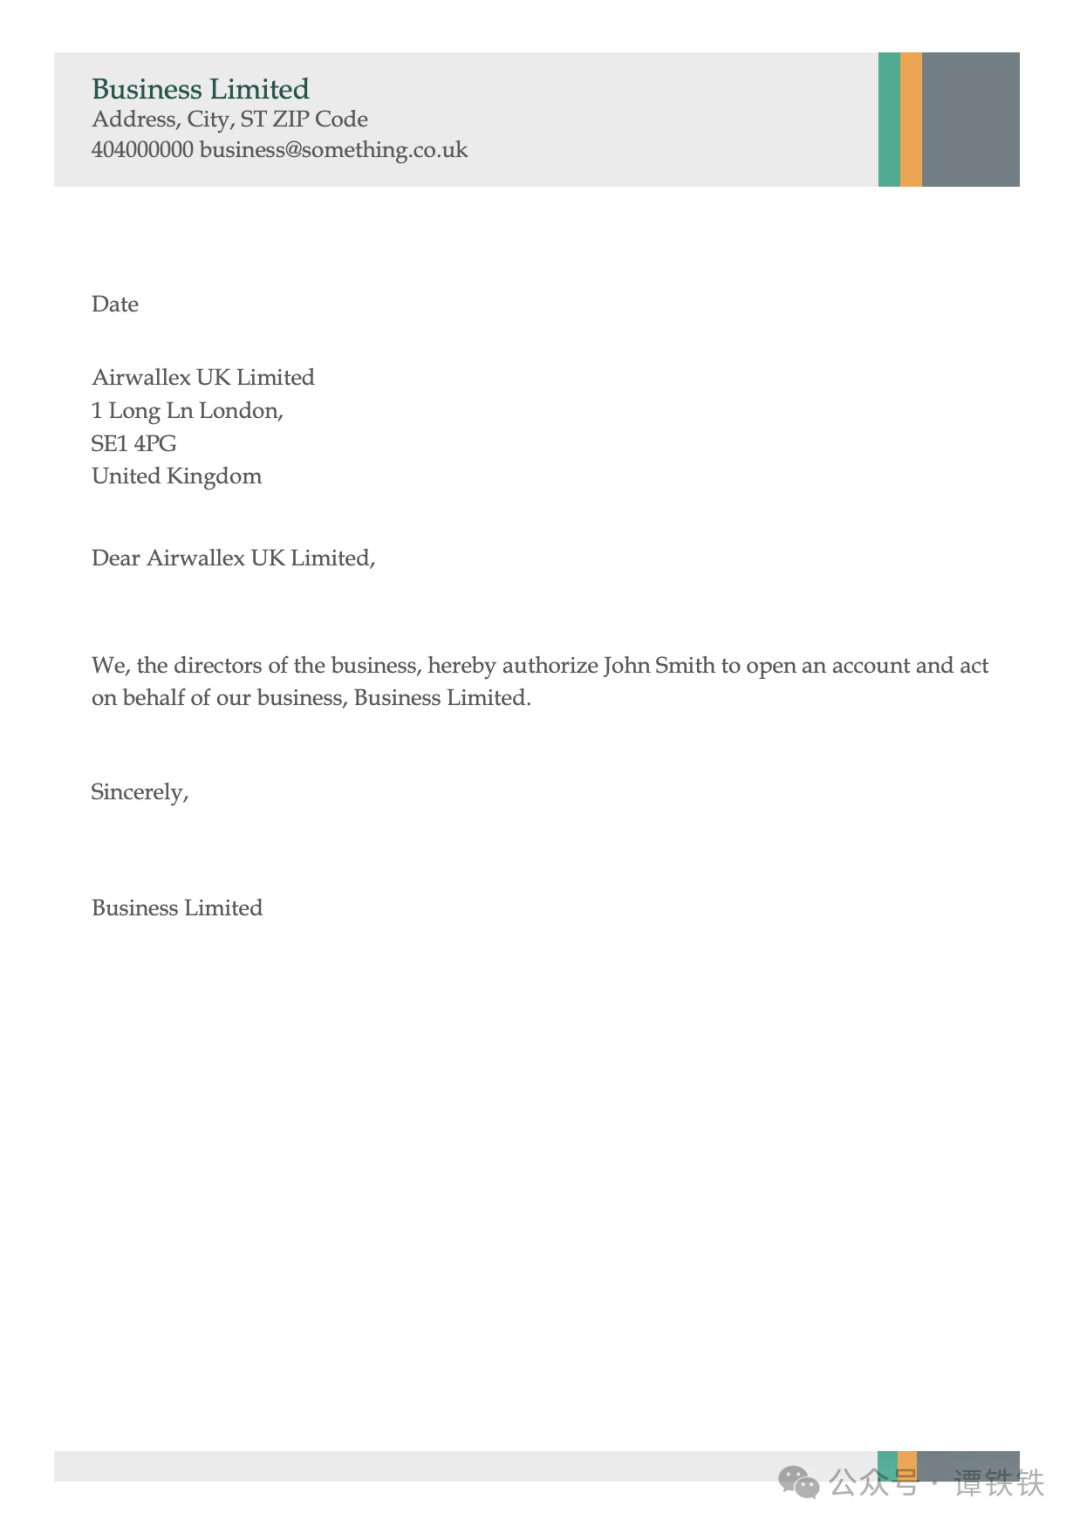 Business Limited
Address, City, ST ZIP Code
404000000 business@something.co.uk
Date
Airwallex UK Limited
1 Long Ln London,
SE1 4PG
United Kingdom
Dear Airwallex UK Limited,
We, the directors of the business, hereby authorize John Smith to open an account and act
on behalf of our business, Business Limited.
Sincerely,
Business Limited
公众号 · 谭铁铁